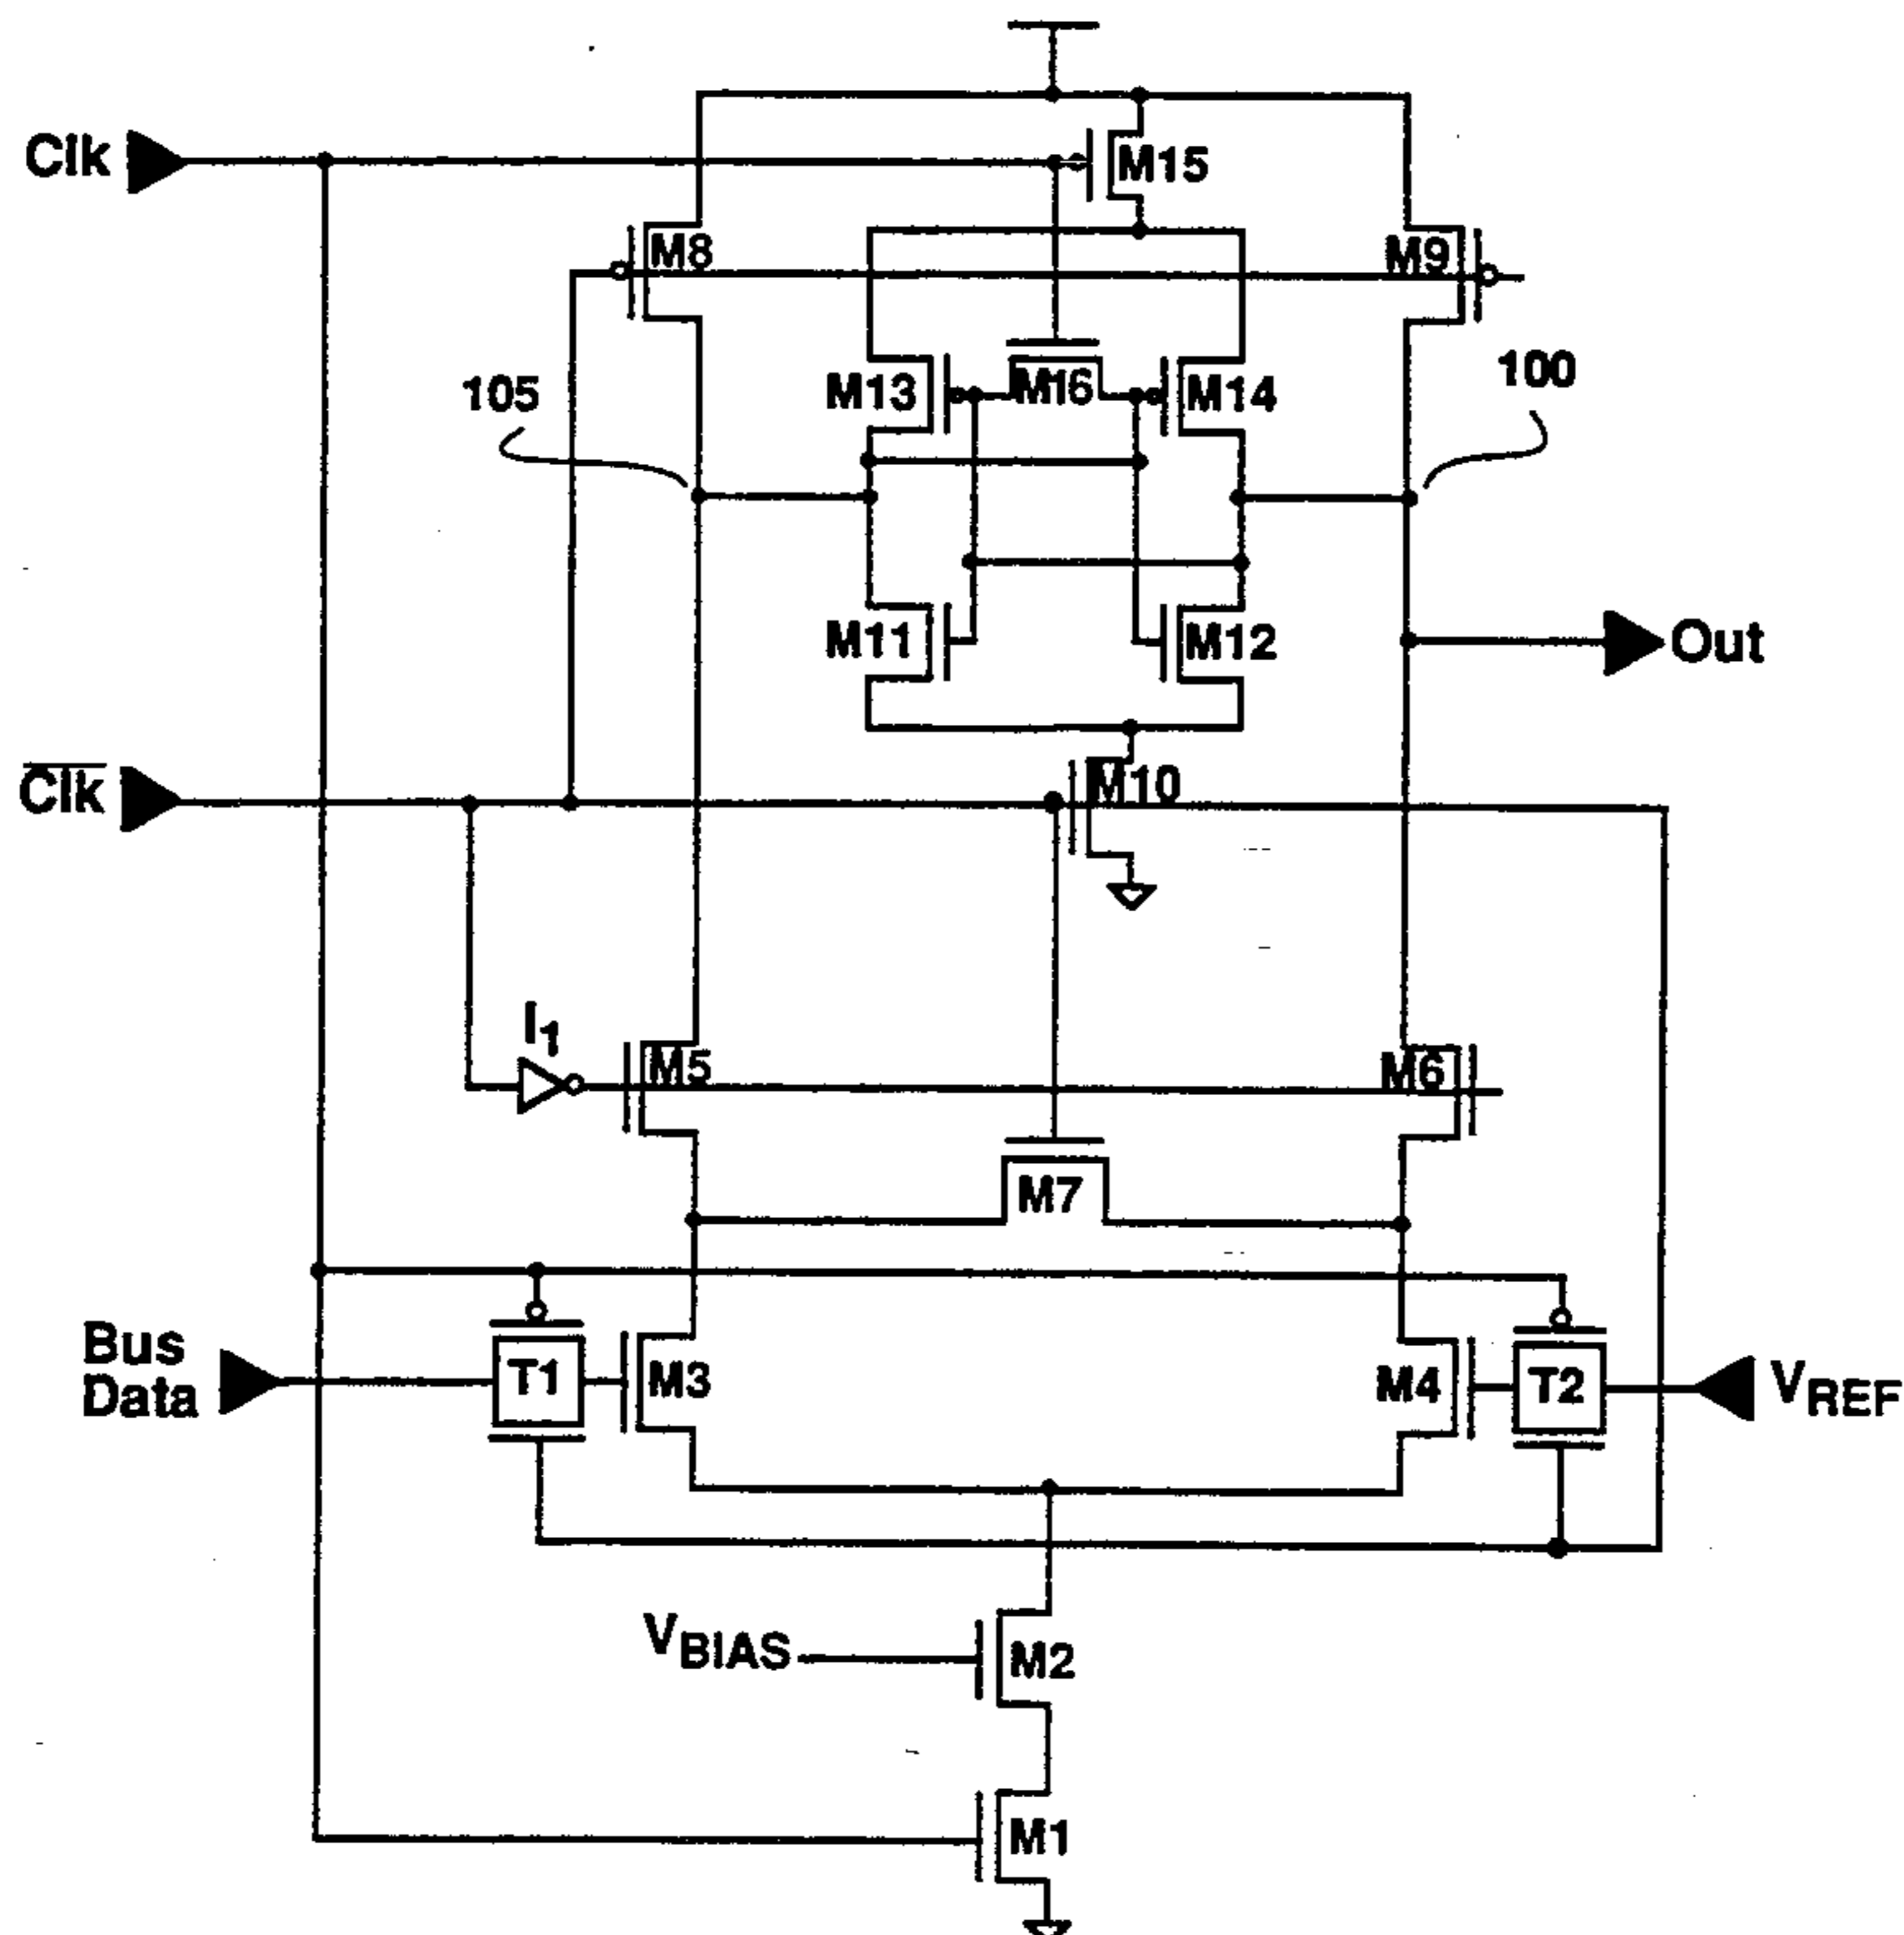 Clk
M15
M8
M9
105
M13
M16
M14
100
M11
M12
Out
C̅l̅k̅
M10
I1
M5
M6
M7
Bus
Data
T1
M3
M4
T2
VREF
VBIAS
M2
M1